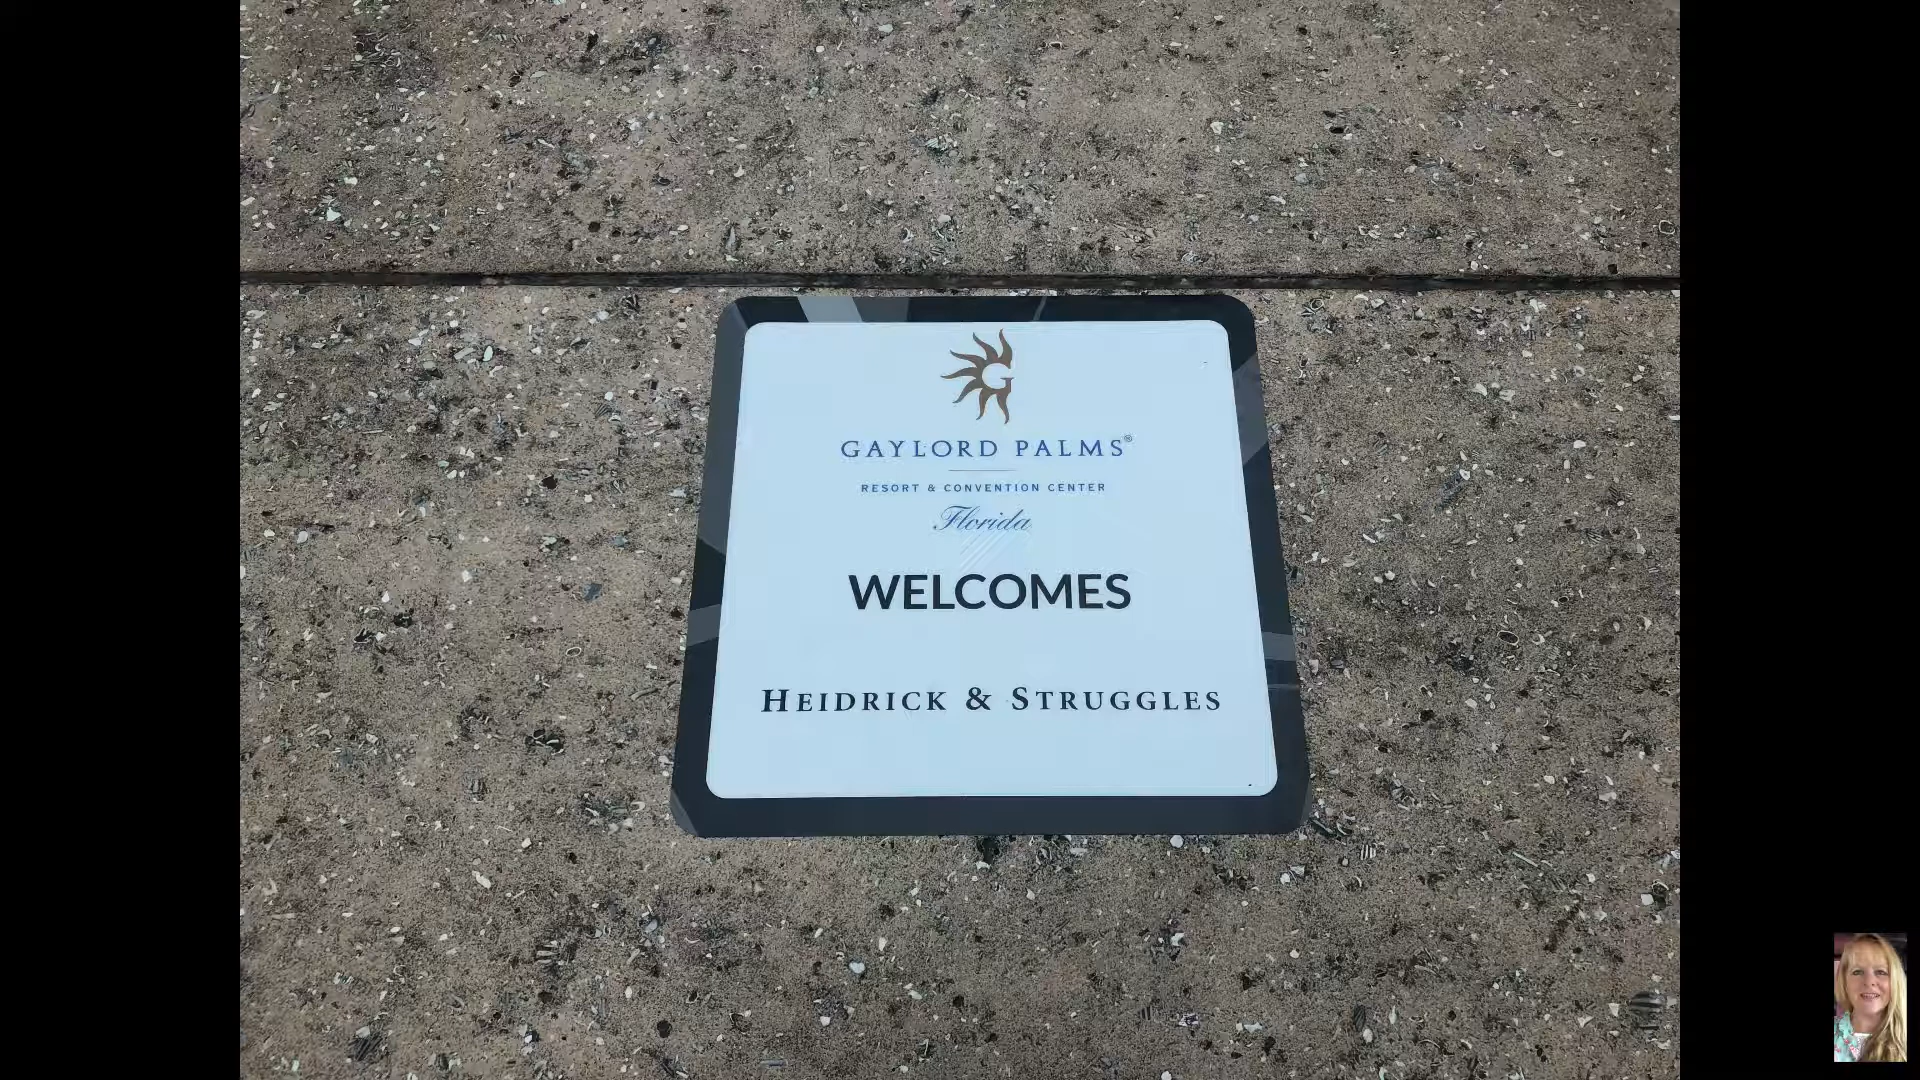 GAYLORD PALMS®
RESORT & CONVENTION CENTER
Florida
WELCOMES
HEIDRICK & STRUGGLES